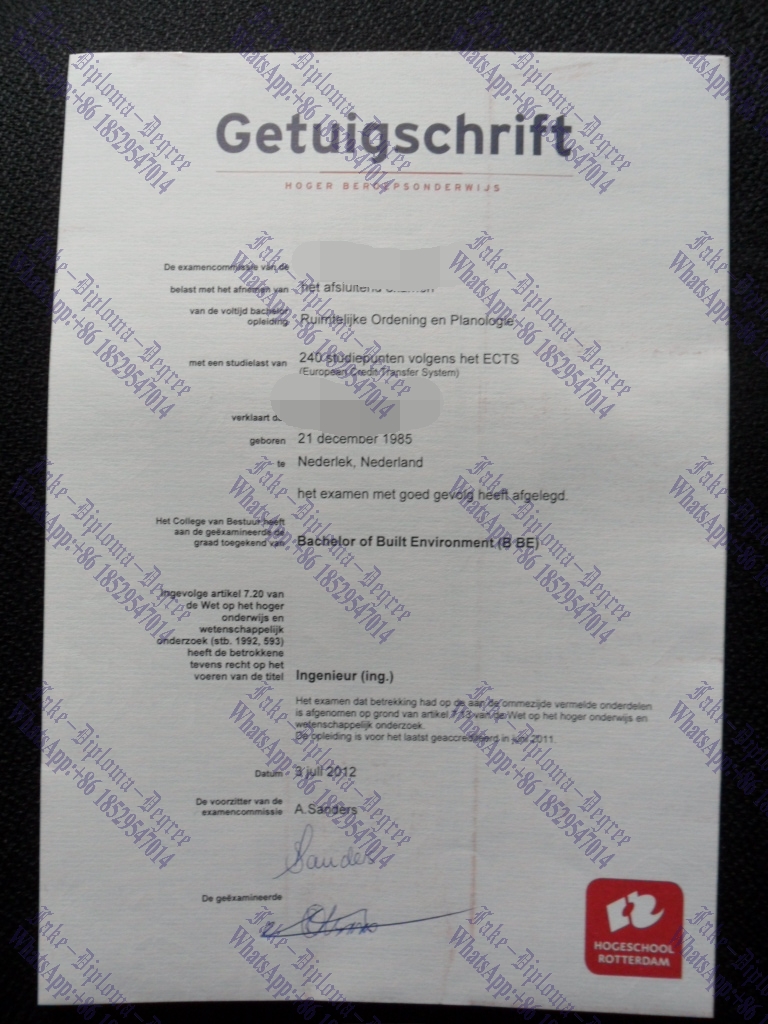 Getuigschrift
HOGER BEROEPSONDERWIJS
De examencommissie van de
belast met het afnemen van het afsluitend
van de voltijd bachelor
opleiding Ruimtelijke Ordening en Planologie
met een studielast van 240 studiepunten volgens het ECTS
(European Credit Transfer System)
verklaart
geboren 21 december 1985
te Nederlek, Nederland
het examen met goed gevolg heeft afgelegd.
Het College van Bestuur heeft
aan de geëxamineerde de
graad toegekend van Bachelor of Built Environment (B BE)
Ingevolge artikel 7.20 van
de Wet op het hoger
onderwijs en
wetenschappelijk
onderzoek (stb. 1992, 593)
heeft de betrokkene
tevens recht op het
voeren van de titel Ingenieur (ing.)
Het examen dat betrekking had op de aan de ommezijde vermelde onderdelen
is afgenomen op grond van artikel 7.13 van de Wet op het hoger onderwijs en
wetenschappelijk onderzoek.
De opleiding is voor het laatst geaccrediteerd in juni 2011.
Datum 3 juli 2012
De voorzitter van de
examencommissie A.Sanders
Sanders
De geëxamineerde
HOGESCHOOL
ROTTERDAM
Fake-Diploma-Degree
WhatsApp:+86 18529547014